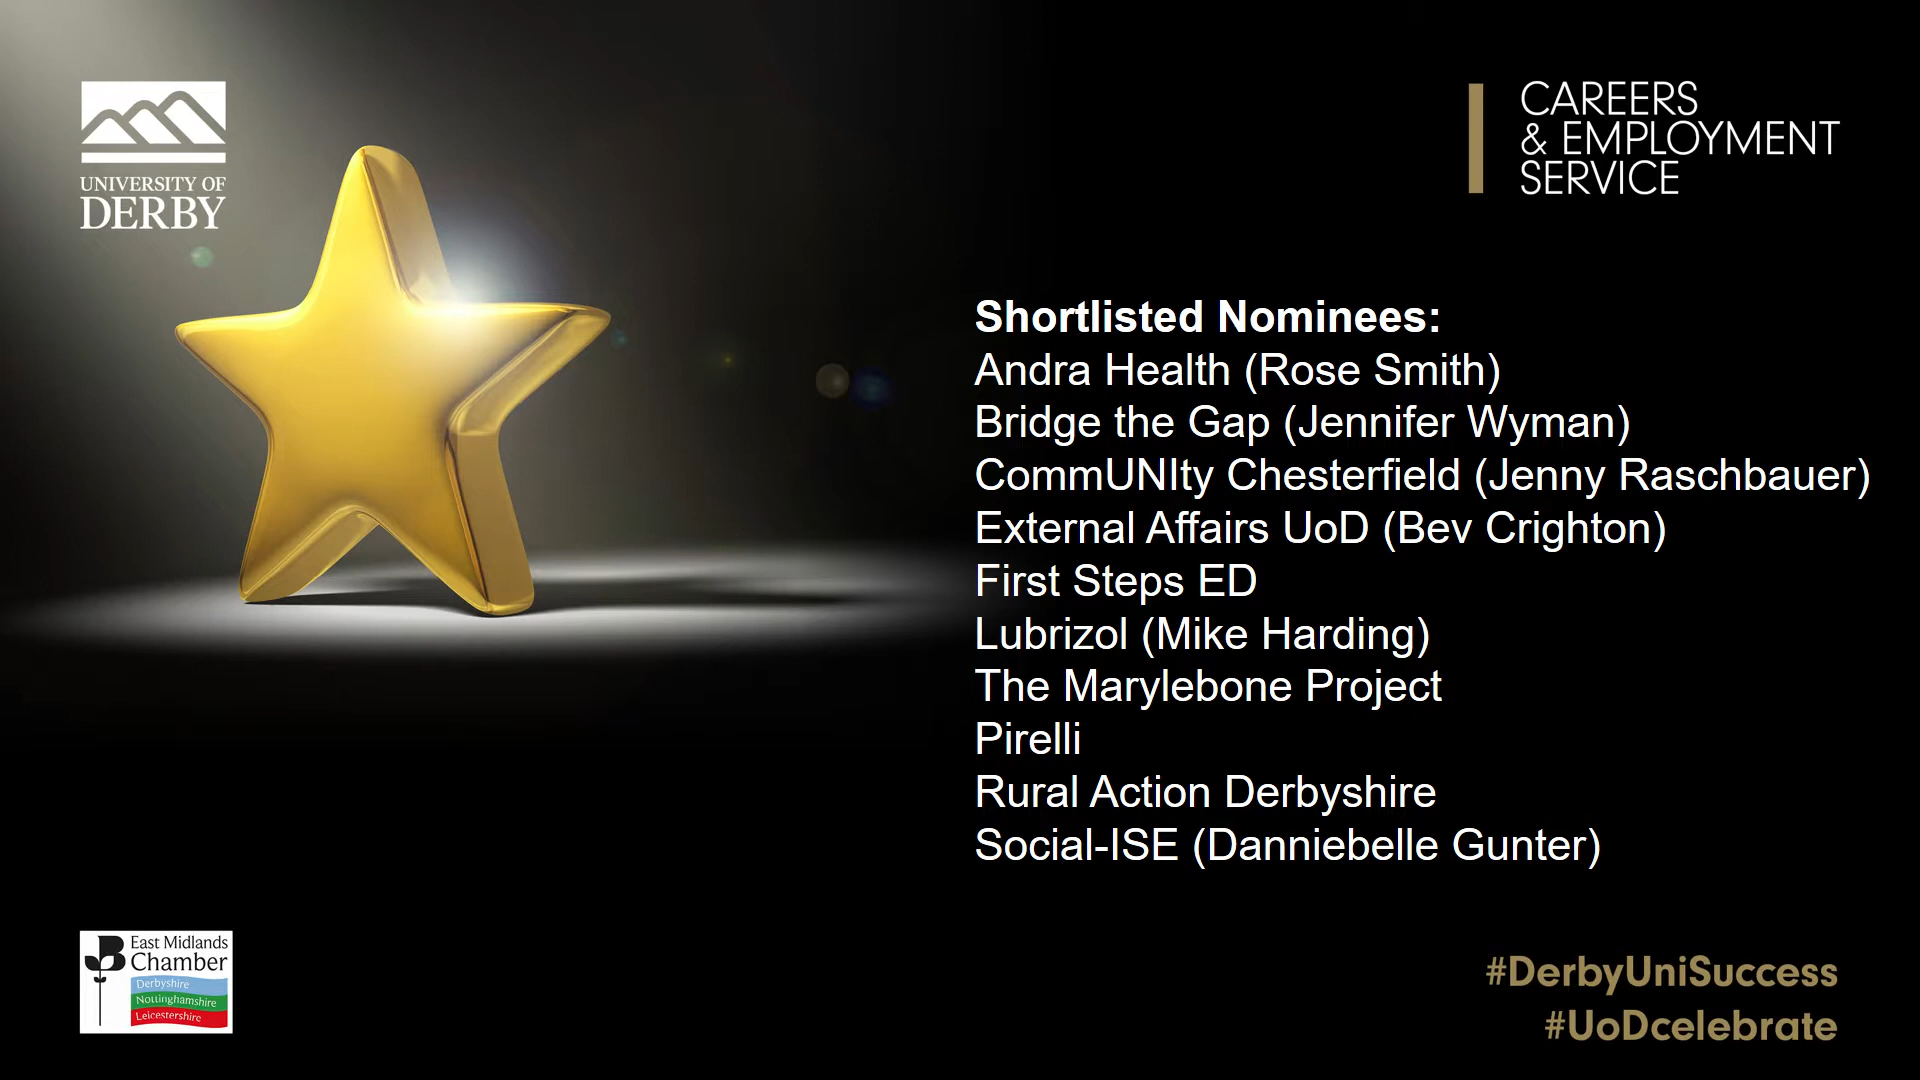 UNIVERSITY OF
DERBY
CAREERS
& EMPLOYMENT
SERVICE
Shortlisted Nominees:
Andra Health (Rose Smith)
Bridge the Gap (Jennifer Wyman)
CommUNIty Chesterfield (Jenny Raschbauer)
External Affairs UoD (Bev Crighton)
First Steps ED
Lubrizol (Mike Harding)
The Marylebone Project
Pirelli
Rural Action Derbyshire
Social-ISE (Danniebelle Gunter)
East Midlands
Chamber
Derbyshire
Nottinghamshire
Leicestershire
#DerbyUniSuccess
#UoDcelebrate